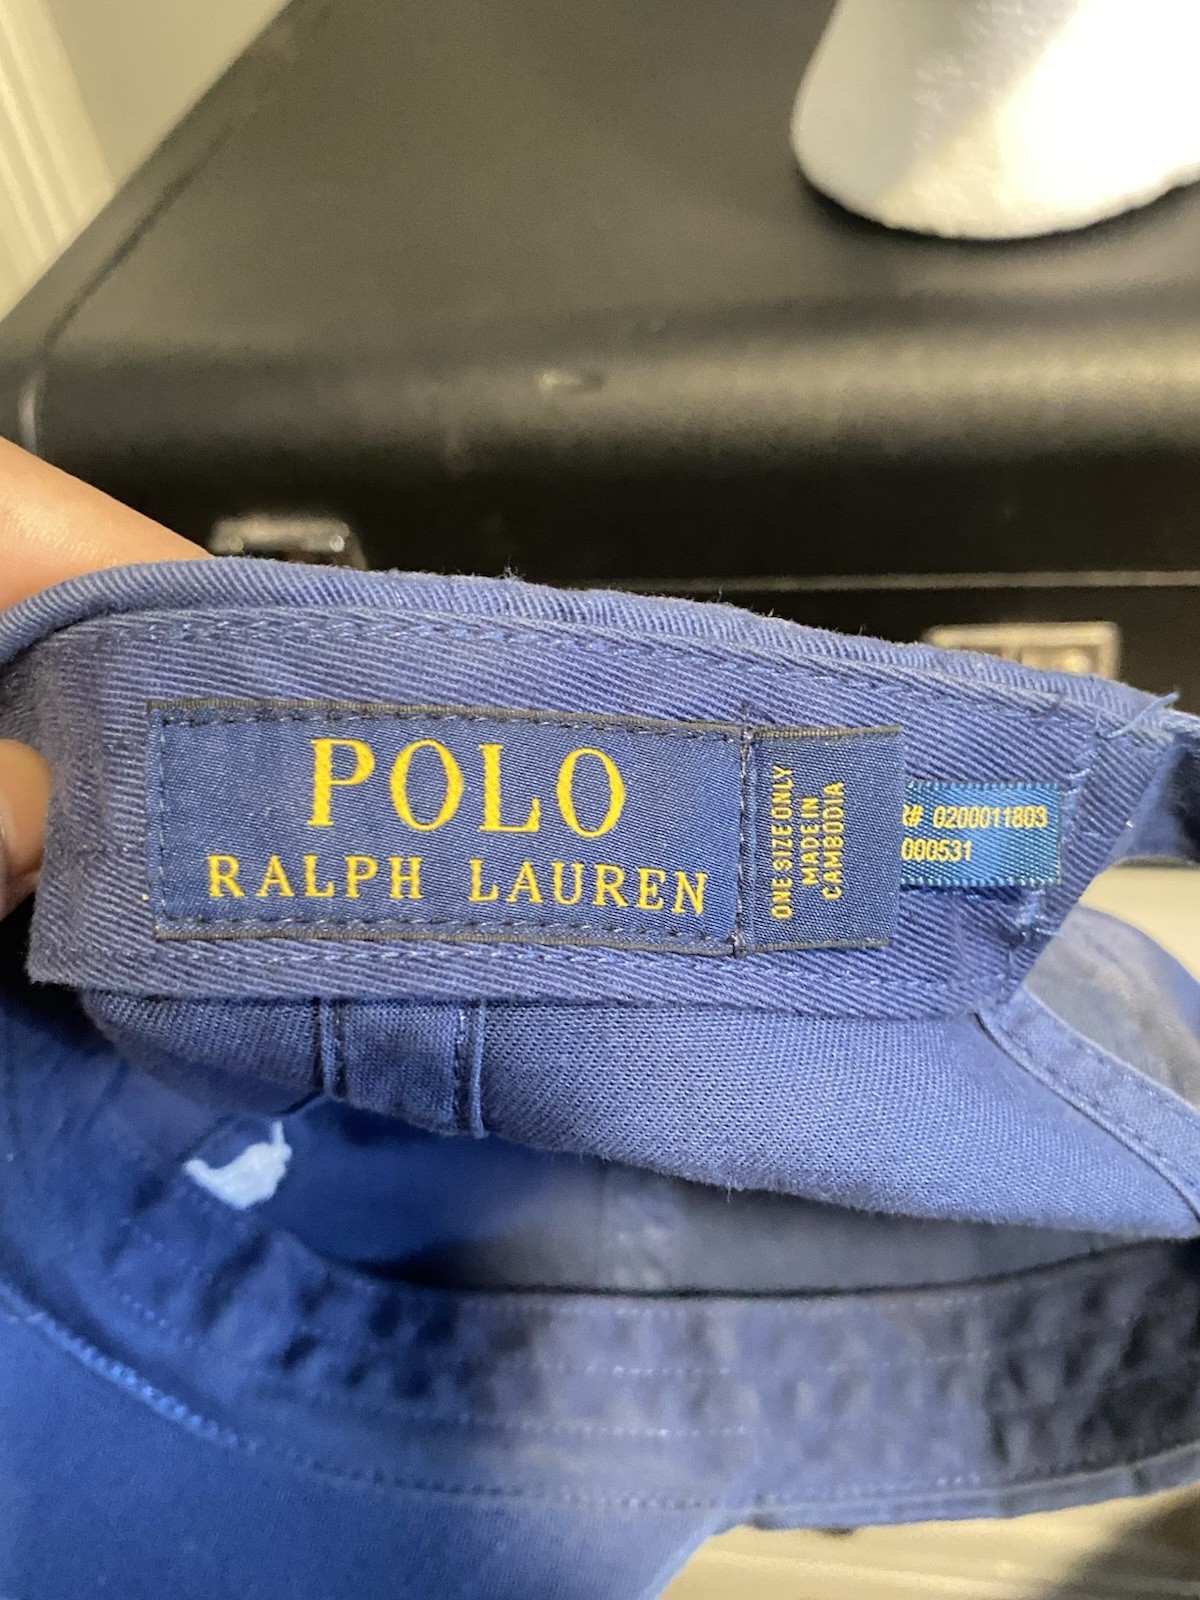 POLO
RALPH LAUREN
ONE SIZE ONLY
MADE IN
CAMBODIA
# 0200011803
000531